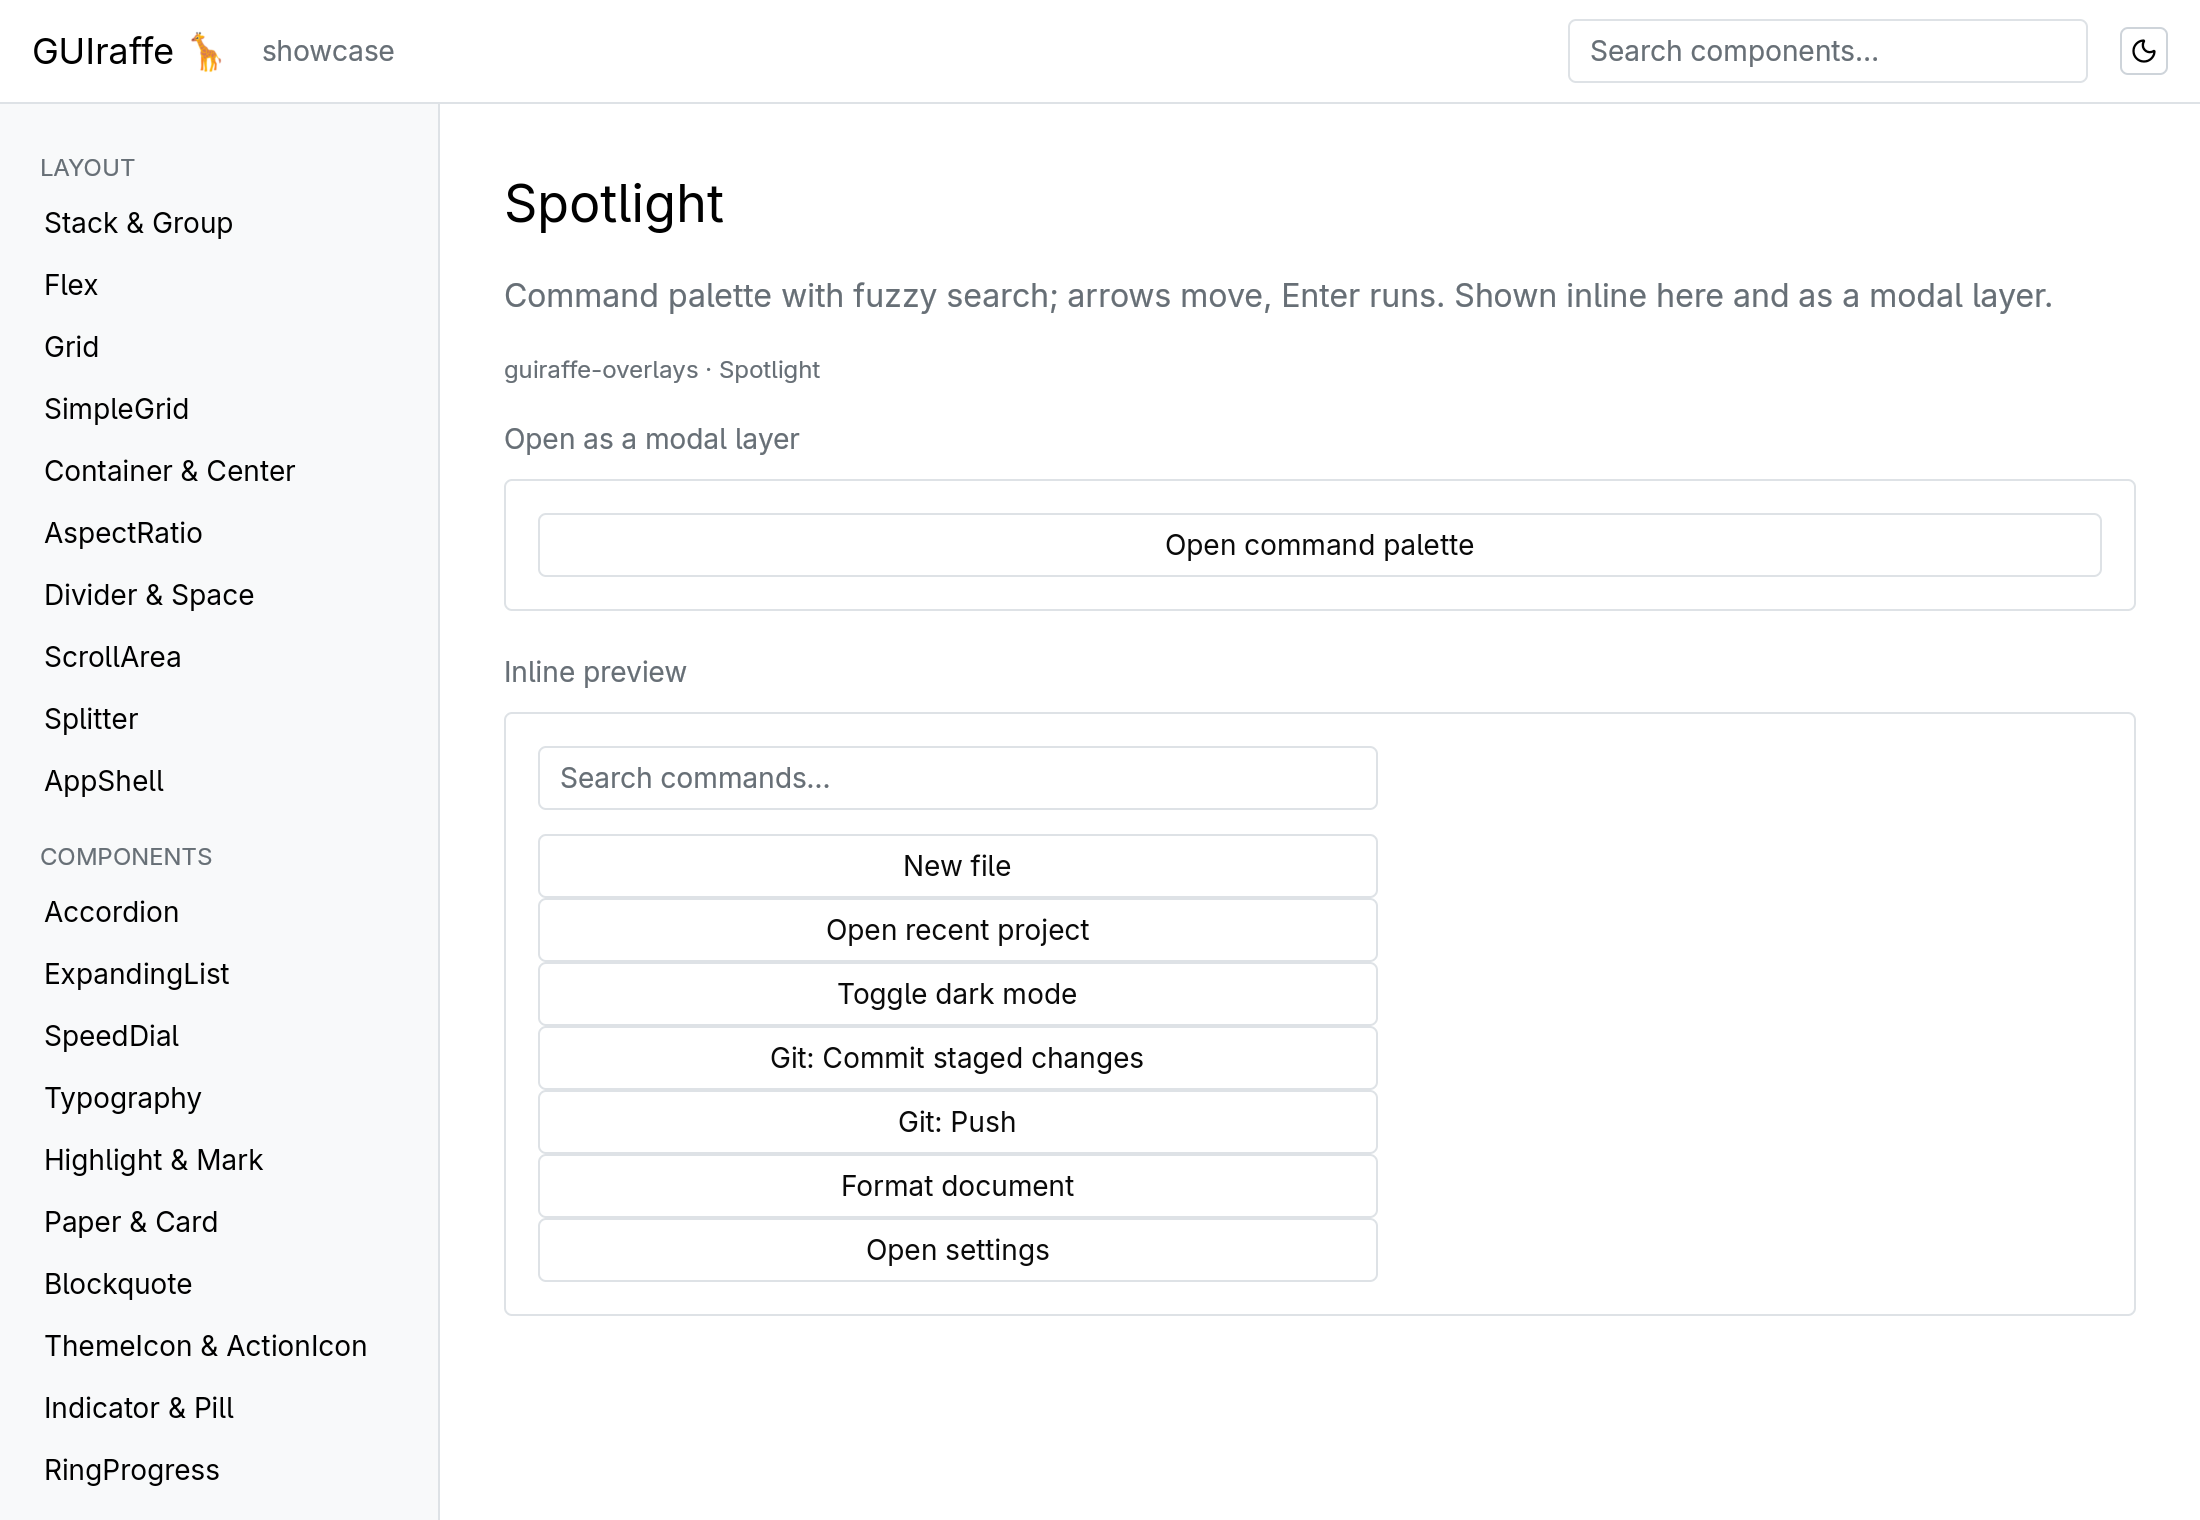 GUIraffe 🦒 showcase
Search components...
LAYOUT
Stack & Group
Flex
Grid
SimpleGrid
Container & Center
AspectRatio
Divider & Space
ScrollArea
Splitter
AppShell
COMPONENTS
Accordion
ExpandingList
SpeedDial
Typography
Highlight & Mark
Paper & Card
Blockquote
ThemeIcon & ActionIcon
Indicator & Pill
RingProgress
Spotlight
Command palette with fuzzy search; arrows move, Enter runs. Shown inline here and as a modal layer.
guiraffe-overlays · Spotlight
Open as a modal layer
Open command palette
Inline preview
Search commands...
New file
Open recent project
Toggle dark mode
Git: Commit staged changes
Git: Push
Format document
Open settings